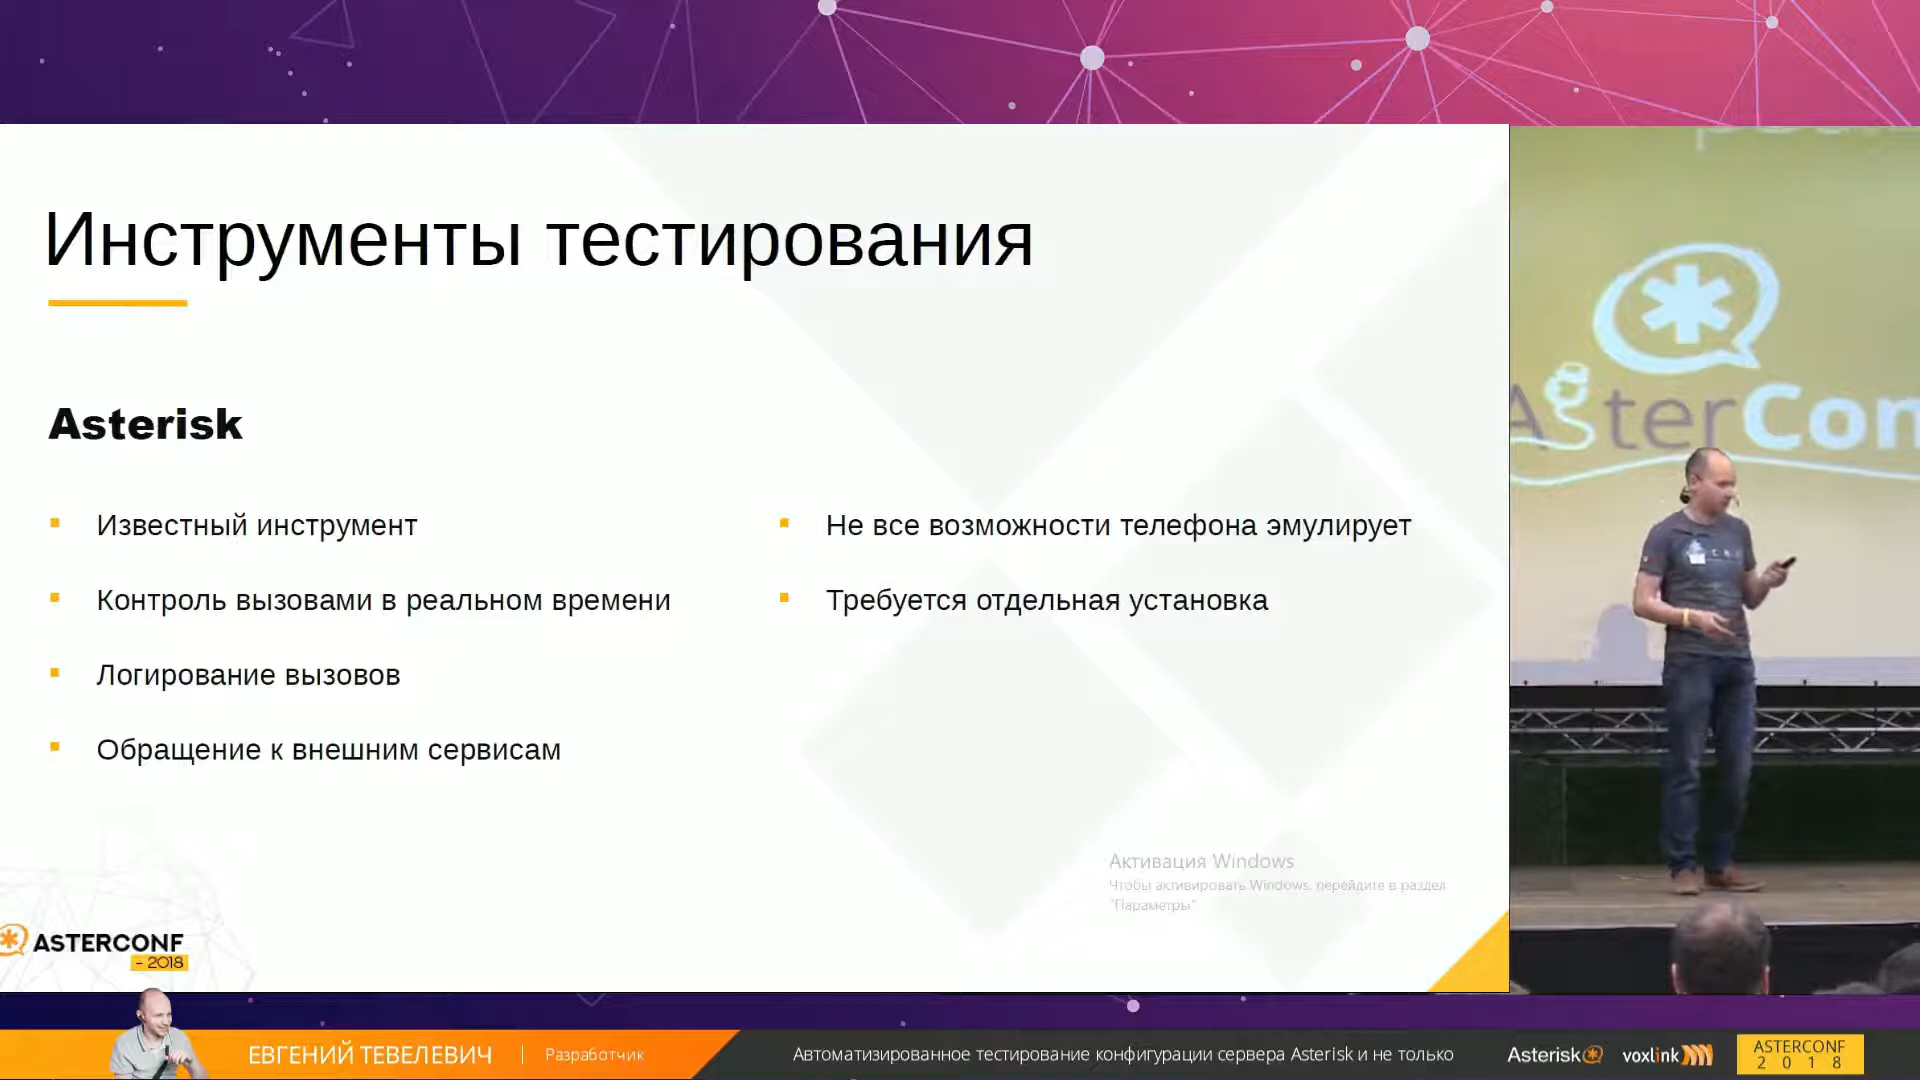 Инструменты тестирования
Asterisk
Известный инструмент
Контроль вызовами в реальном времени
Логирование вызовов
Обращение к внешним сервисам
Не все возможности телефона эмулирует
Требуется отдельная установка
Активация Windows
Чтобы активировать Windows, перейдите в раздел
"Параметры"
ASTERCONF
- 2018
AsterCon
ЕВГЕНИЙ ТЕВЕЛЕВИЧ
Разработчик
Автоматизированное тестирование конфигурации сервера Asterisk и не только
Asterisk
voxlink
ASTERCONF
2 0 1 8